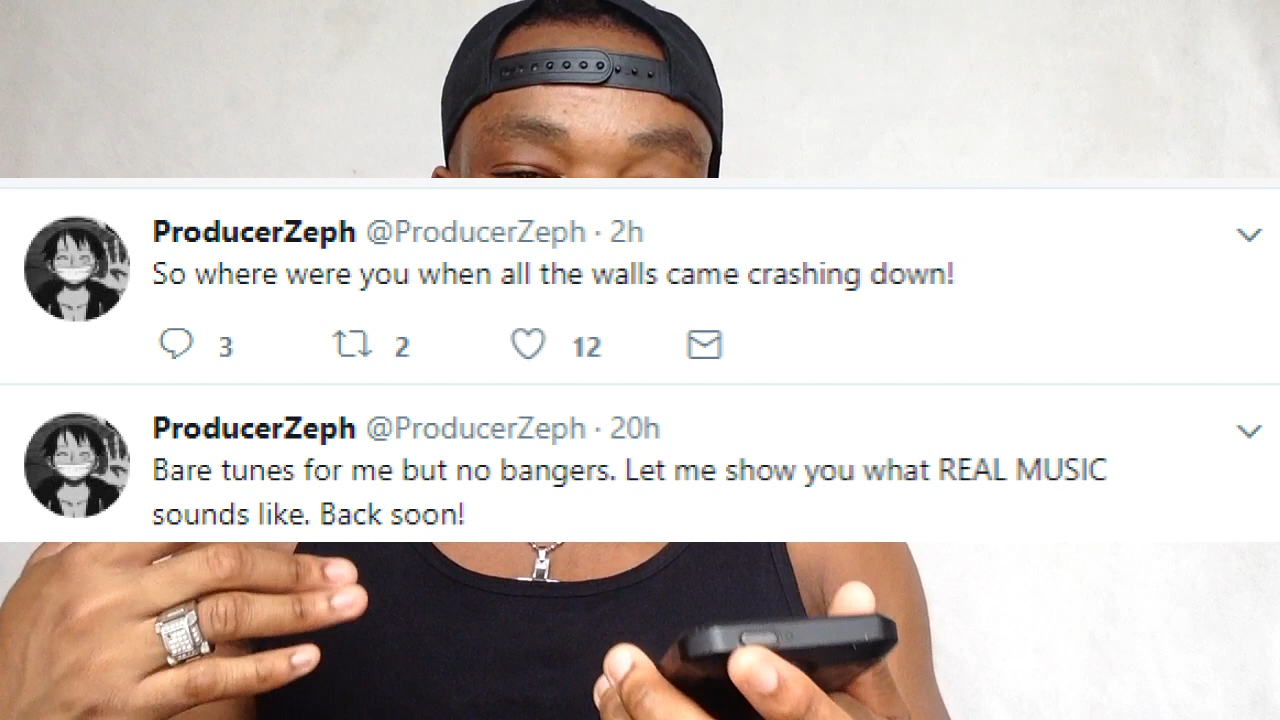 ProducerZeph @ProducerZeph · 2h
So where were you when all the walls came crashing down!
3 2 12
ProducerZeph @ProducerZeph · 20h
Bare tunes for me but no bangers. Let me show you what REAL MUSIC
sounds like. Back soon!